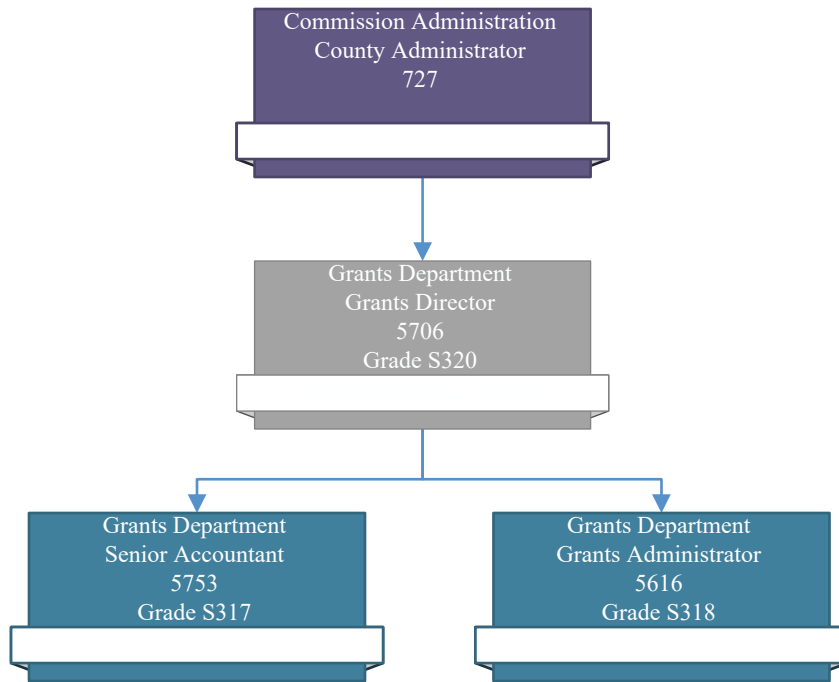 Commission Administration
County Administrator
727
Grants Department
Grants Director
5706
Grade S320
Grants Department
Senior Accountant
5753
Grade S317
Grants Department
Grants Administrator
5616
Grade S318